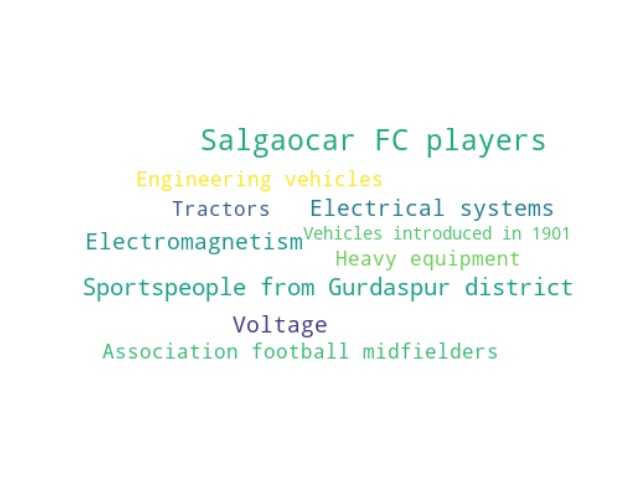 Salgaocar FC players
Engineering vehicles
Tractors
Electrical systems
Electromagnetism
Vehicles introduced in 1901
Heavy equipment
Sportspeople from Gurdaspur district
Voltage
Association football midfielders